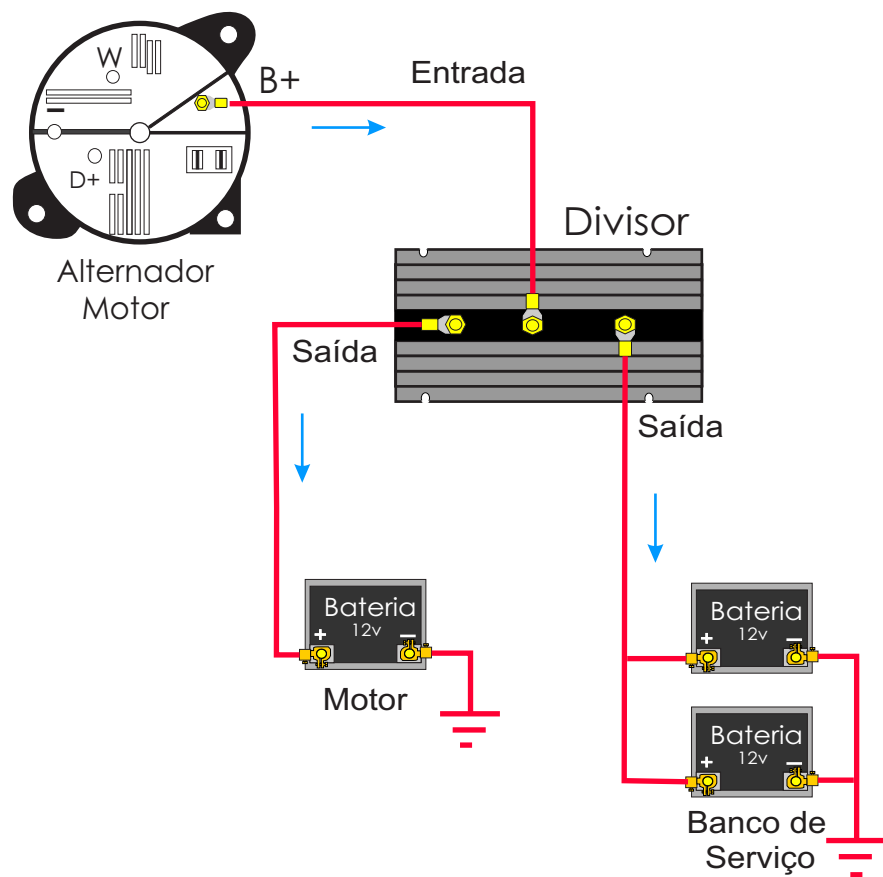 W
B+
Entrada
D+
Divisor
Alternador
Motor
Saída
Saída
Bateria
12v
+ –
Motor
Bateria
12v
+ –
Bateria
12v
+ –
Banco de
Serviço